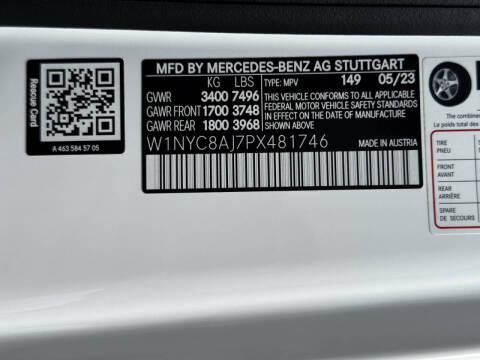 Rescue Card
A 463 584 57 05
MFD BY MERCEDES-BENZ AG STUTTGART
KG LBS TYPE: MPV 149 05/23
GVWR 3400 7496
GAWR FRONT 1700 3748
GAWR REAR 1800 3968
THIS VEHICLE CONFORMS TO ALL APPLICABLE
FEDERAL MOTOR VEHICLE SAFETY STANDARDS
IN EFFECT ON THE DATE OF MANUFACTURE
SHOWN ABOVE
W1NYC8AJ7PX481746 MADE IN AUSTRIA
The combined
Le poids total des
TIRE
PNEU
FRONT
AVANT
REAR
ARRIÈRE
SPARE
DE SECOURS